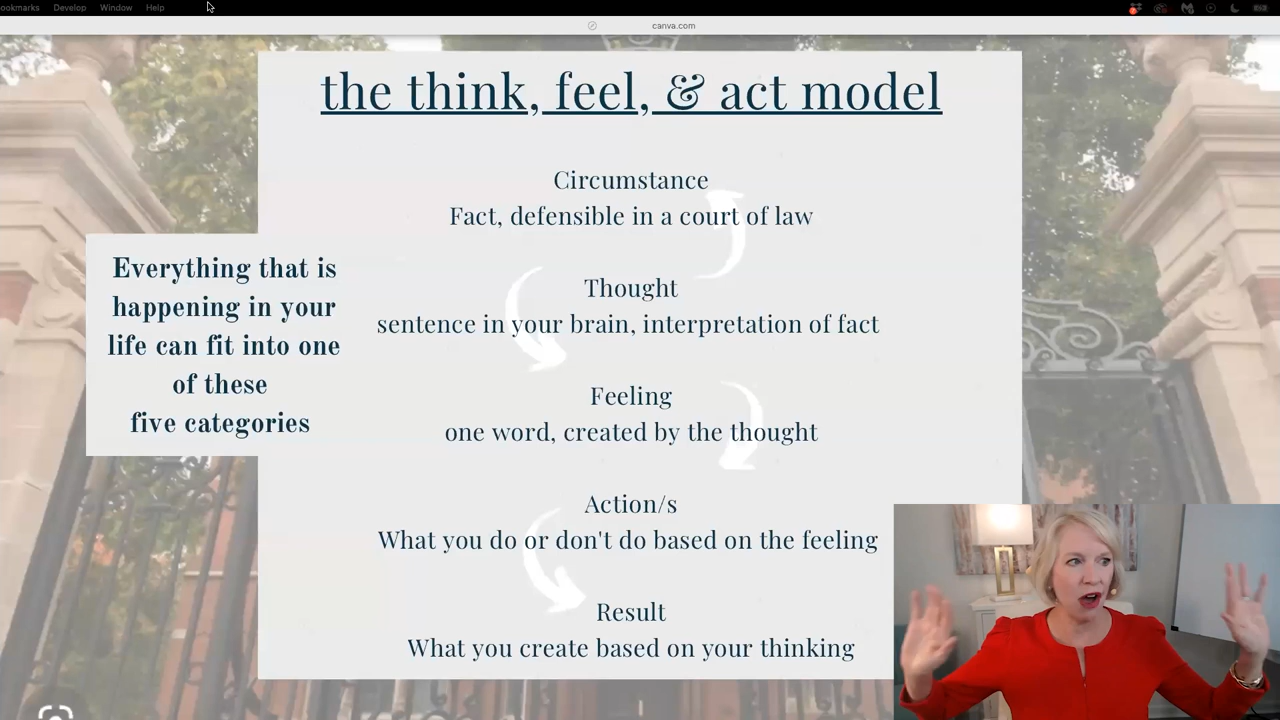 ookmarks Develop Window Help
canva.com
the think, feel, & act model
Circumstance
Fact, defensible in a court of law
Everything that is
happening in your
life can fit into one
of these
five categories
Thought
sentence in your brain, interpretation of fact
Feeling
one word, created by the thought
Action/s
What you do or don't do based on the feeling
Result
What you create based on your thinking